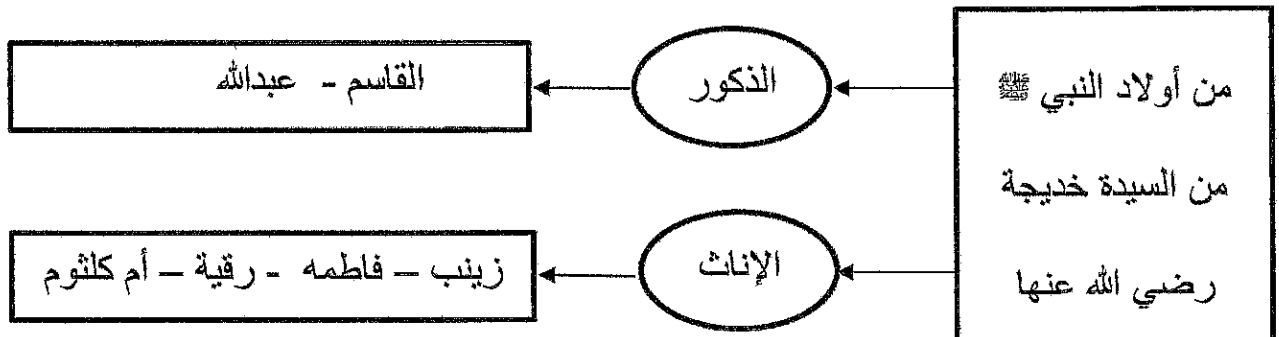 من أولاد النبي ﷺ
من السيدة خديجة
رضي الله عنها
الذكور
القاسم - عبدالله
الإناث
زينب – فاطمه - رقية – أم كلثوم